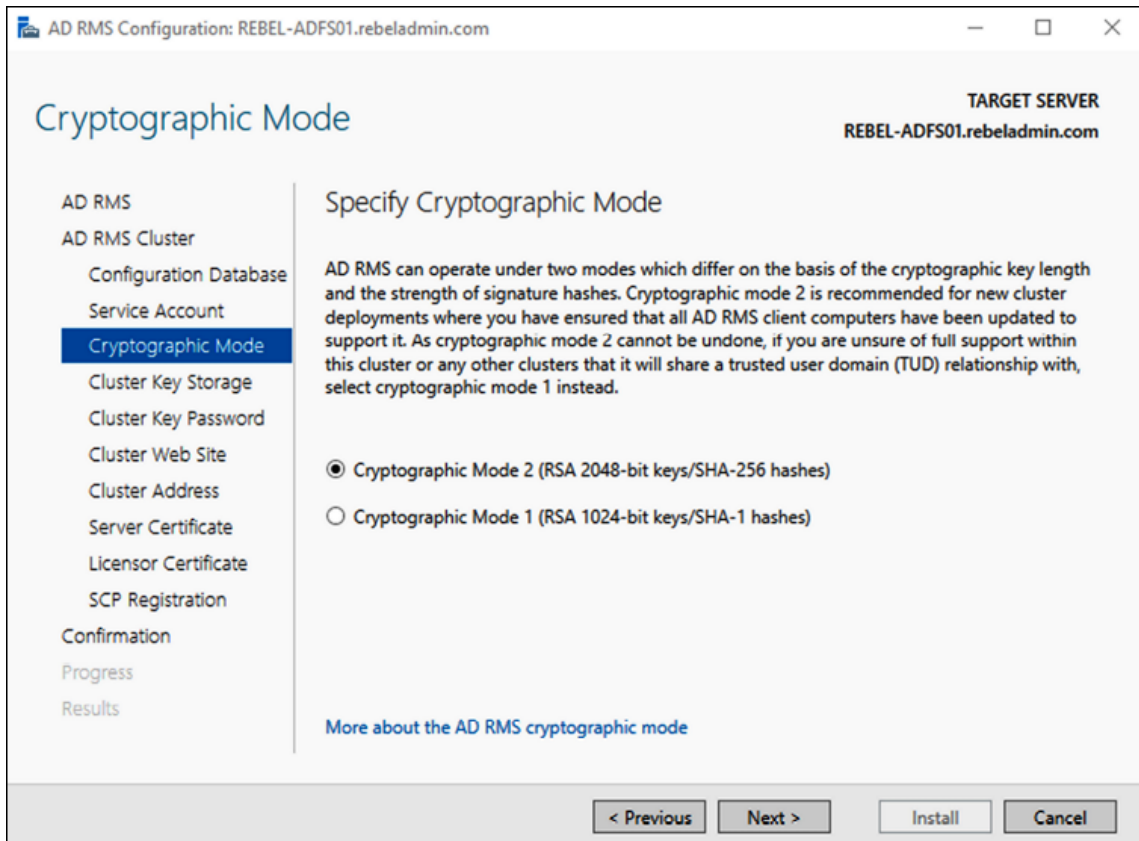 AD RMS Configuration: REBEL-ADFS01.rebeladmin.com
Cryptographic Mode
TARGET SERVER
REBEL-ADFS01.rebeladmin.com
AD RMS
AD RMS Cluster
Configuration Database
Service Account
Cryptographic Mode
Cluster Key Storage
Cluster Key Password
Cluster Web Site
Cluster Address
Server Certificate
Licensor Certificate
SCP Registration
Confirmation
Progress
Results
Specify Cryptographic Mode
AD RMS can operate under two modes which differ on the basis of the cryptographic key length
and the strength of signature hashes. Cryptographic mode 2 is recommended for new cluster
deployments where you have ensured that all AD RMS client computers have been updated to
support it. As cryptographic mode 2 cannot be undone, if you are unsure of full support within
this cluster or any other clusters that it will share a trusted user domain (TUD) relationship with,
select cryptographic mode 1 instead.
Cryptographic Mode 2 (RSA 2048-bit keys/SHA-256 hashes)
Cryptographic Mode 1 (RSA 1024-bit keys/SHA-1 hashes)
More about the AD RMS cryptographic mode
< Previous
Next >
Install
Cancel